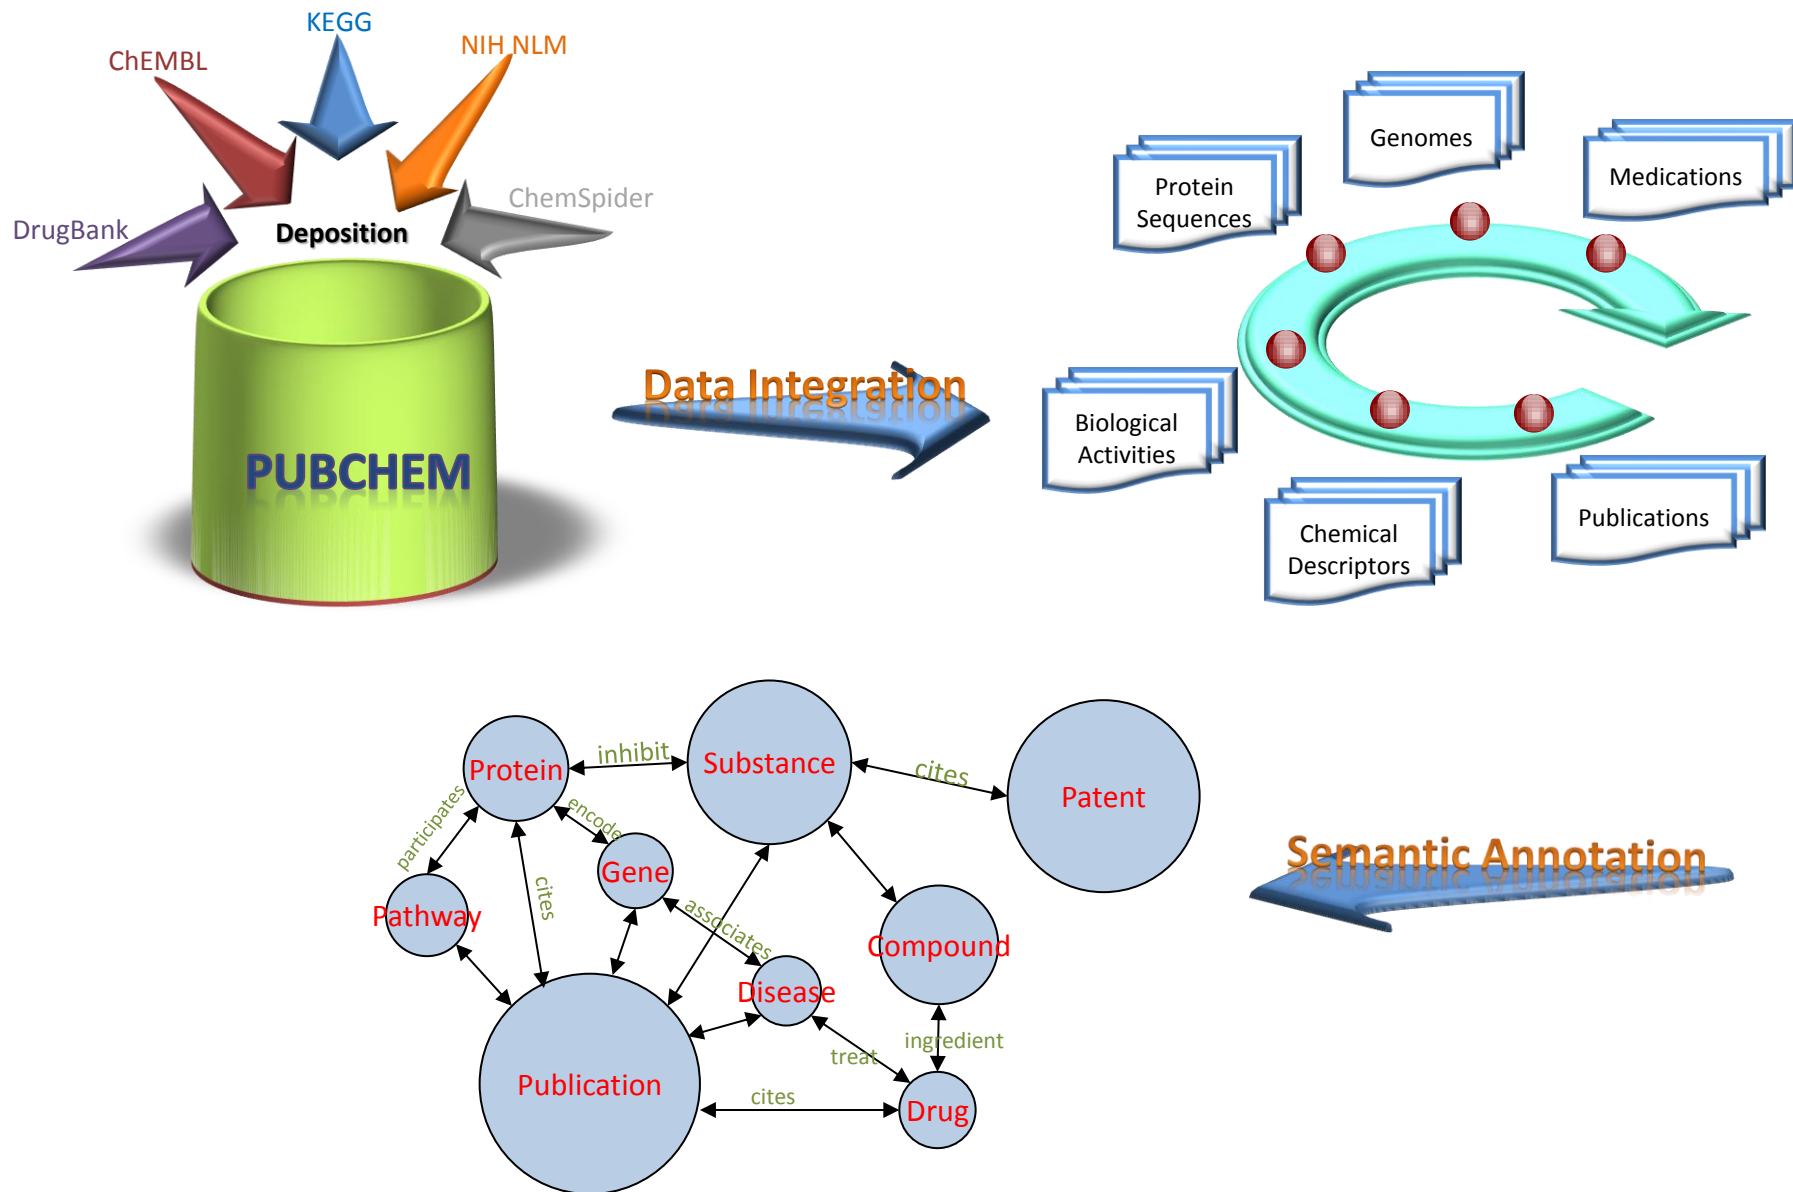 KEGG
ChEMBL
NIH NLM
DrugBank
ChemSpider
Deposition
PUBCHEM
Data Integration
Genomes
Protein
Sequences
Medications
Biological
Activities
Chemical
Descriptors
Publications
Protein
inhibit
Substance
cites
Patent
participates
encode
Gene
cites
Pathway
associates
Compound
Disease
ingredient
treat
Publication
cites
Drug
Semantic Annotation